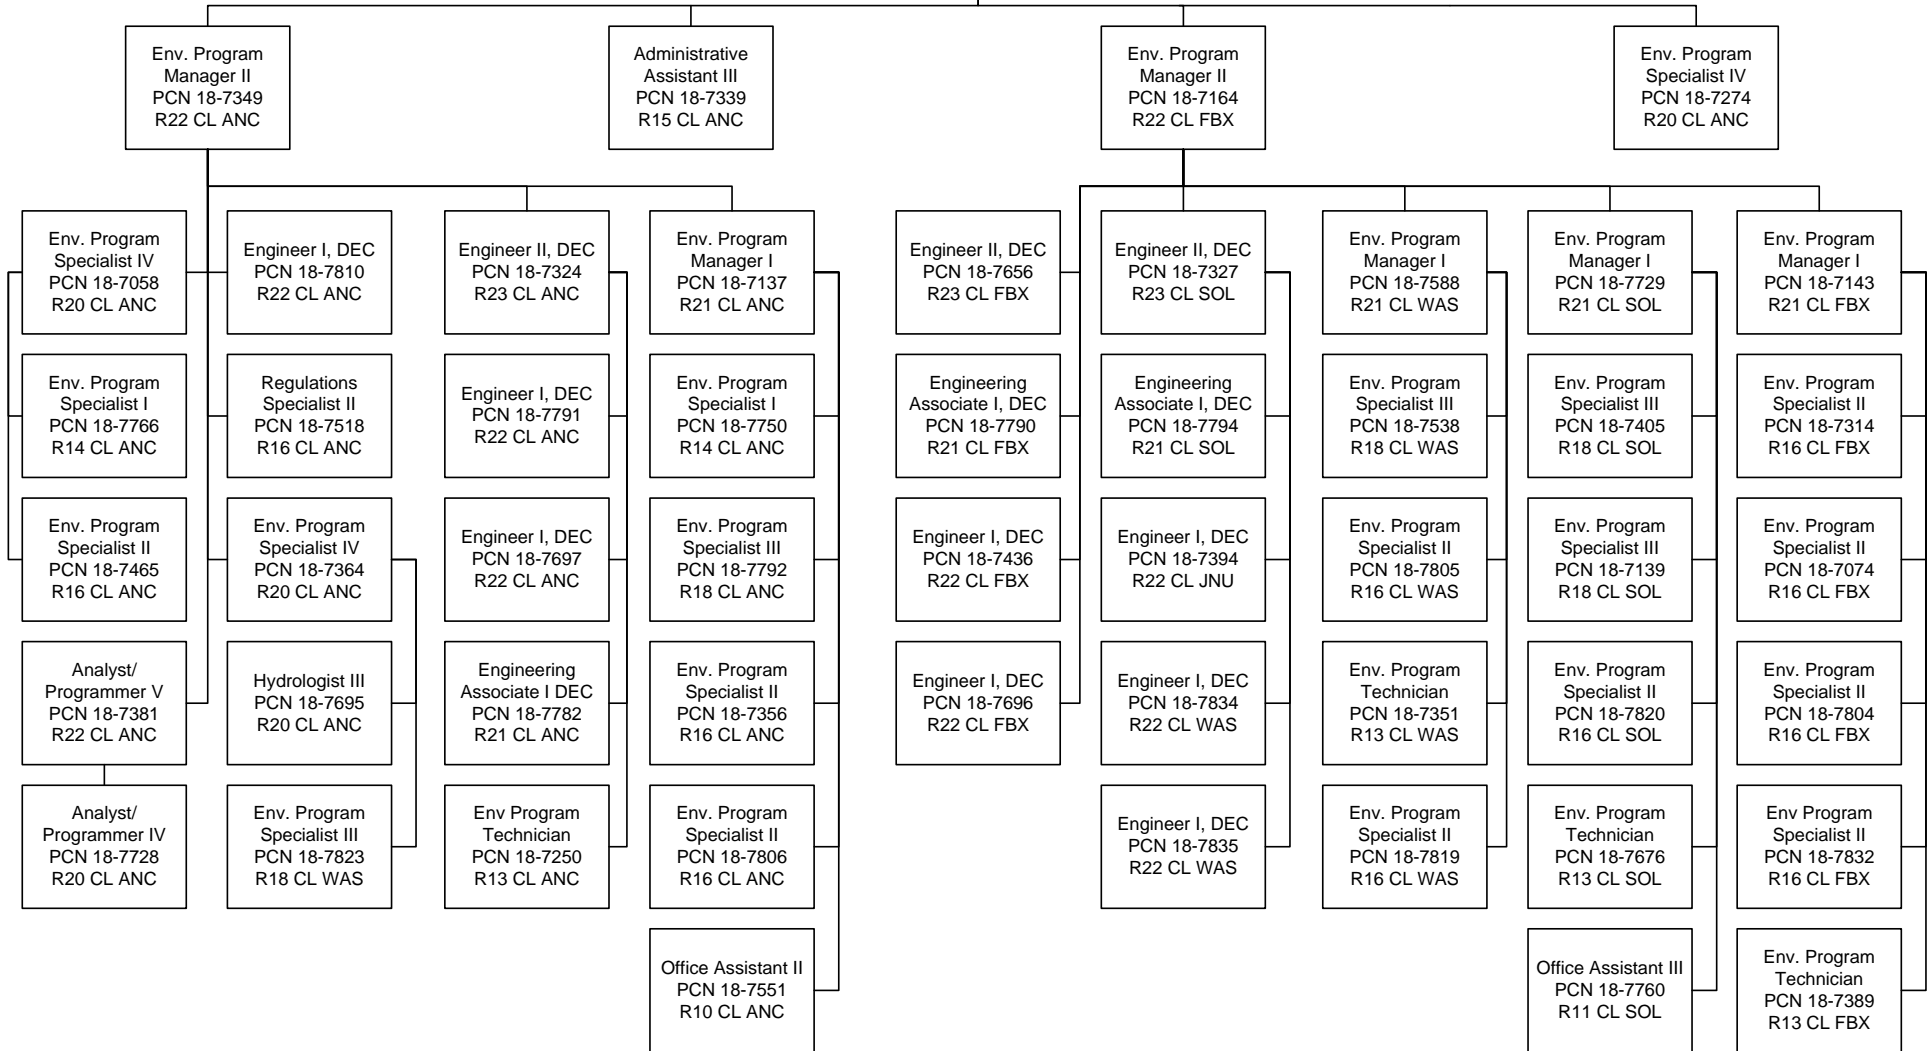 Env. Program
Manager II
PCN 18-7349
R22 CL ANC
Administrative
Assistant III
PCN 18-7339
R15 CL ANC
Env. Program
Manager II
PCN 18-7164
R22 CL FBX
Env. Program
Specialist IV
PCN 18-7274
R20 CL ANC
Env. Program
Specialist IV
PCN 18-7058
R20 CL ANC
Engineer I, DEC
PCN 18-7810
R22 CL ANC
Engineer II, DEC
PCN 18-7324
R23 CL ANC
Env. Program
Manager I
PCN 18-7137
R21 CL ANC
Engineer II, DEC
PCN 18-7656
R23 CL FBX
Engineer II, DEC
PCN 18-7327
R23 CL SOL
Env. Program
Manager I
PCN 18-7588
R21 CL WAS
Env. Program
Manager I
PCN 18-7729
R21 CL SOL
Env. Program
Manager I
PCN 18-7143
R21 CL FBX
Env. Program
Specialist I
PCN 18-7766
R14 CL ANC
Regulations
Specialist II
PCN 18-7518
R16 CL ANC
Engineer I, DEC
PCN 18-7791
R22 CL ANC
Env. Program
Specialist I
PCN 18-7750
R14 CL ANC
Engineering
Associate I, DEC
PCN 18-7790
R21 CL FBX
Engineering
Associate I, DEC
PCN 18-7794
R21 CL SOL
Env. Program
Specialist III
PCN 18-7538
R18 CL WAS
Env. Program
Specialist III
PCN 18-7405
R18 CL SOL
Env. Program
Specialist II
PCN 18-7314
R16 CL FBX
Env. Program
Specialist II
PCN 18-7465
R16 CL ANC
Env. Program
Specialist IV
PCN 18-7364
R20 CL ANC
Engineer I, DEC
PCN 18-7697
R22 CL ANC
Env. Program
Specialist III
PCN 18-7792
R18 CL ANC
Engineer I, DEC
PCN 18-7436
R22 CL FBX
Engineer I, DEC
PCN 18-7394
R22 CL JNU
Env. Program
Specialist II
PCN 18-7805
R16 CL WAS
Env. Program
Specialist III
PCN 18-7139
R18 CL SOL
Env. Program
Specialist II
PCN 18-7074
R16 CL FBX
Analyst/
Programmer V
PCN 18-7381
R22 CL ANC
Hydrologist III
PCN 18-7695
R20 CL ANC
Engineering
Associate I DEC
PCN 18-7782
R21 CL ANC
Env. Program
Specialist II
PCN 18-7356
R16 CL ANC
Engineer I, DEC
PCN 18-7696
R22 CL FBX
Engineer I, DEC
PCN 18-7834
R22 CL WAS
Env. Program
Technician
PCN 18-7351
R13 CL WAS
Env. Program
Specialist II
PCN 18-7820
R16 CL SOL
Env. Program
Specialist II
PCN 18-7804
R16 CL FBX
Analyst/
Programmer IV
PCN 18-7728
R20 CL ANC
Env. Program
Specialist III
PCN 18-7823
R18 CL WAS
Env Program
Technician
PCN 18-7250
R13 CL ANC
Env. Program
Specialist II
PCN 18-7806
R16 CL ANC
Engineer I, DEC
PCN 18-7835
R22 CL WAS
Env. Program
Specialist II
PCN 18-7819
R16 CL WAS
Env. Program
Technician
PCN 18-7676
R13 CL SOL
Env Program
Specialist II
PCN 18-7832
R16 CL FBX
Office Assistant II
PCN 18-7551
R10 CL ANC
Office Assistant III
PCN 18-7760
R11 CL SOL
Env. Program
Technician
PCN 18-7389
R13 CL FBX